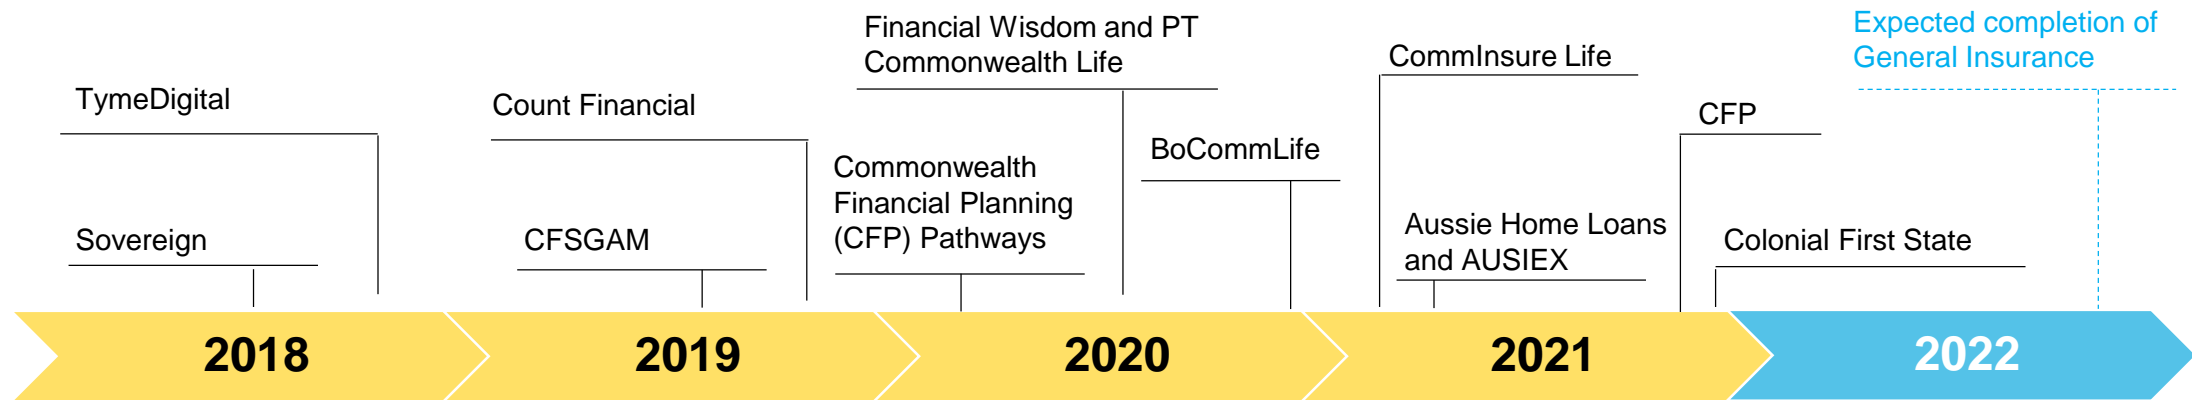 TymeDigital
Sovereign
Count Financial
CFSGAM
Financial Wisdom and PT
Commonwealth Life
Commonwealth
Financial Planning
(CFP) Pathways
BoCommLife
CommInsure Life
Aussie Home Loans
and AUSIEX
CFP
Colonial First State
Expected completion of
General Insurance
2018
2019
2020
2021
2022